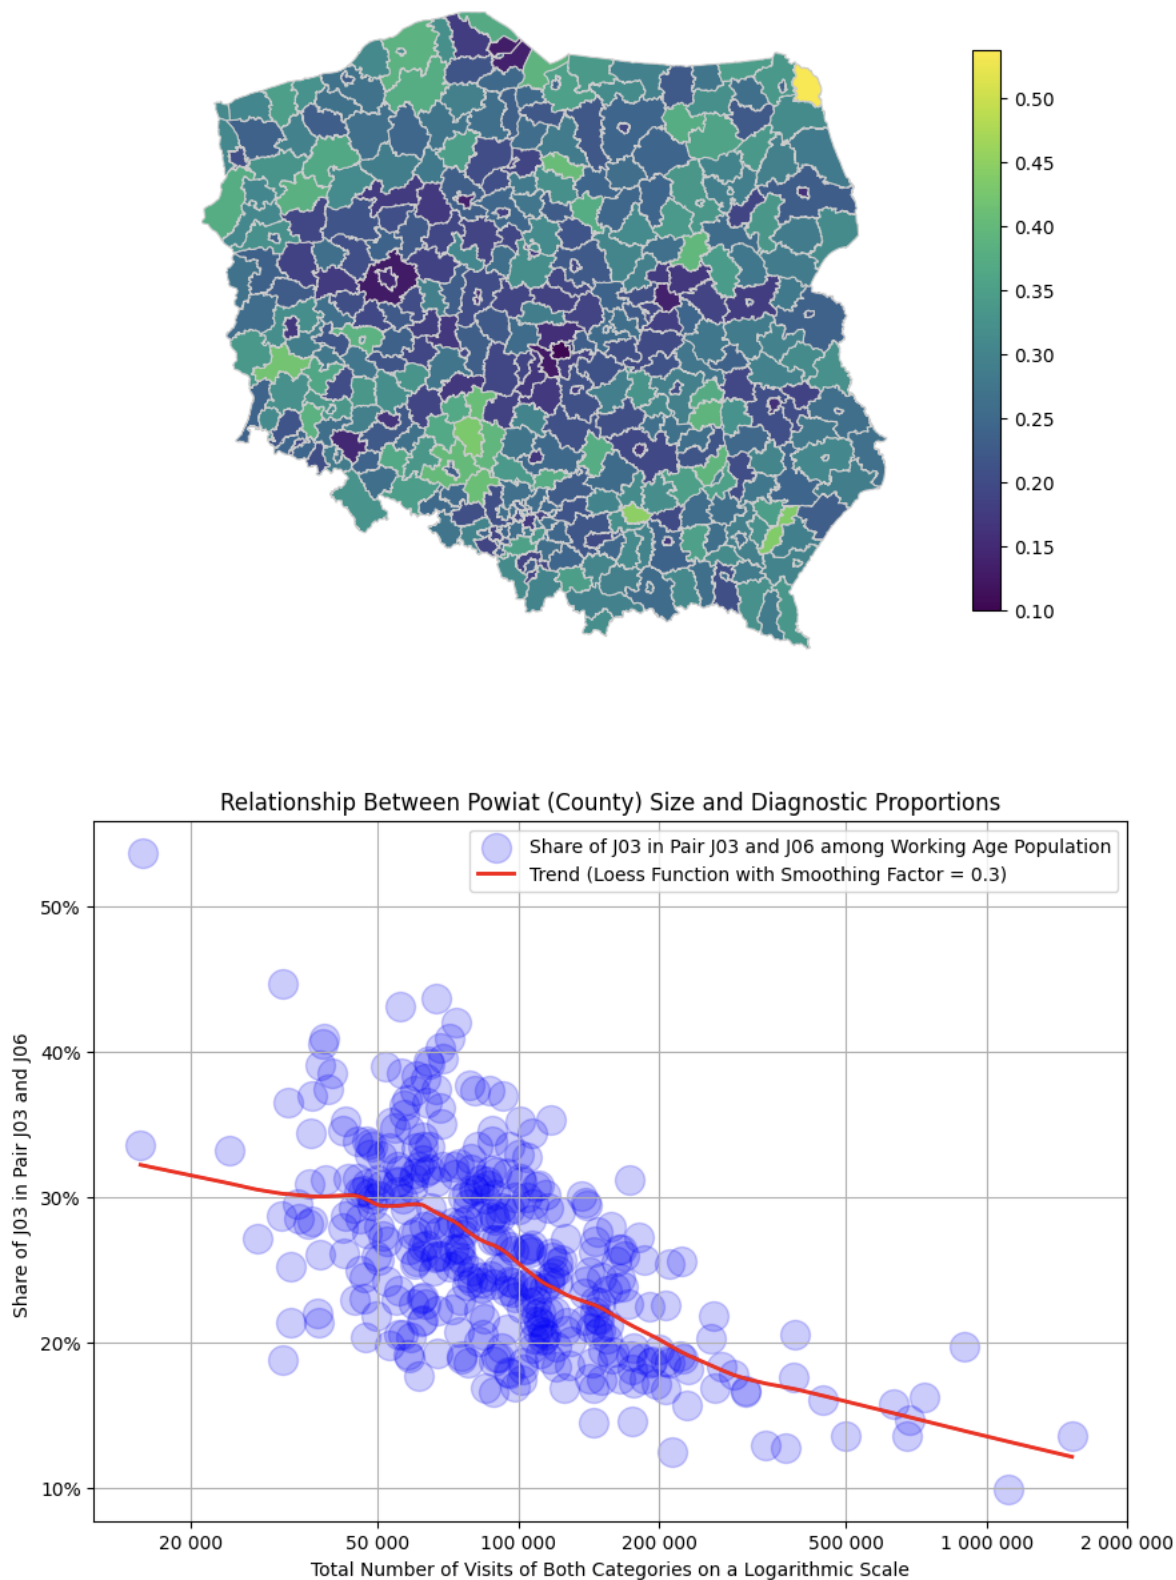 0.50
0.45
0.40
0.35
0.30
0.25
0.20
0.15
0.10
Relationship Between Powiat (County) Size and Diagnostic Proportions
Share of J03 in Pair J03 and J06 among Working Age Population
Trend (Loess Function with Smoothing Factor = 0.3)
Share of J03 in Pair J03 and J06
50%
40%
30%
20%
10%
20 000 50 000 100 000 200 000 500 000 1 000 000 2 000 000
Total Number of Visits of Both Categories on a Logarithmic Scale